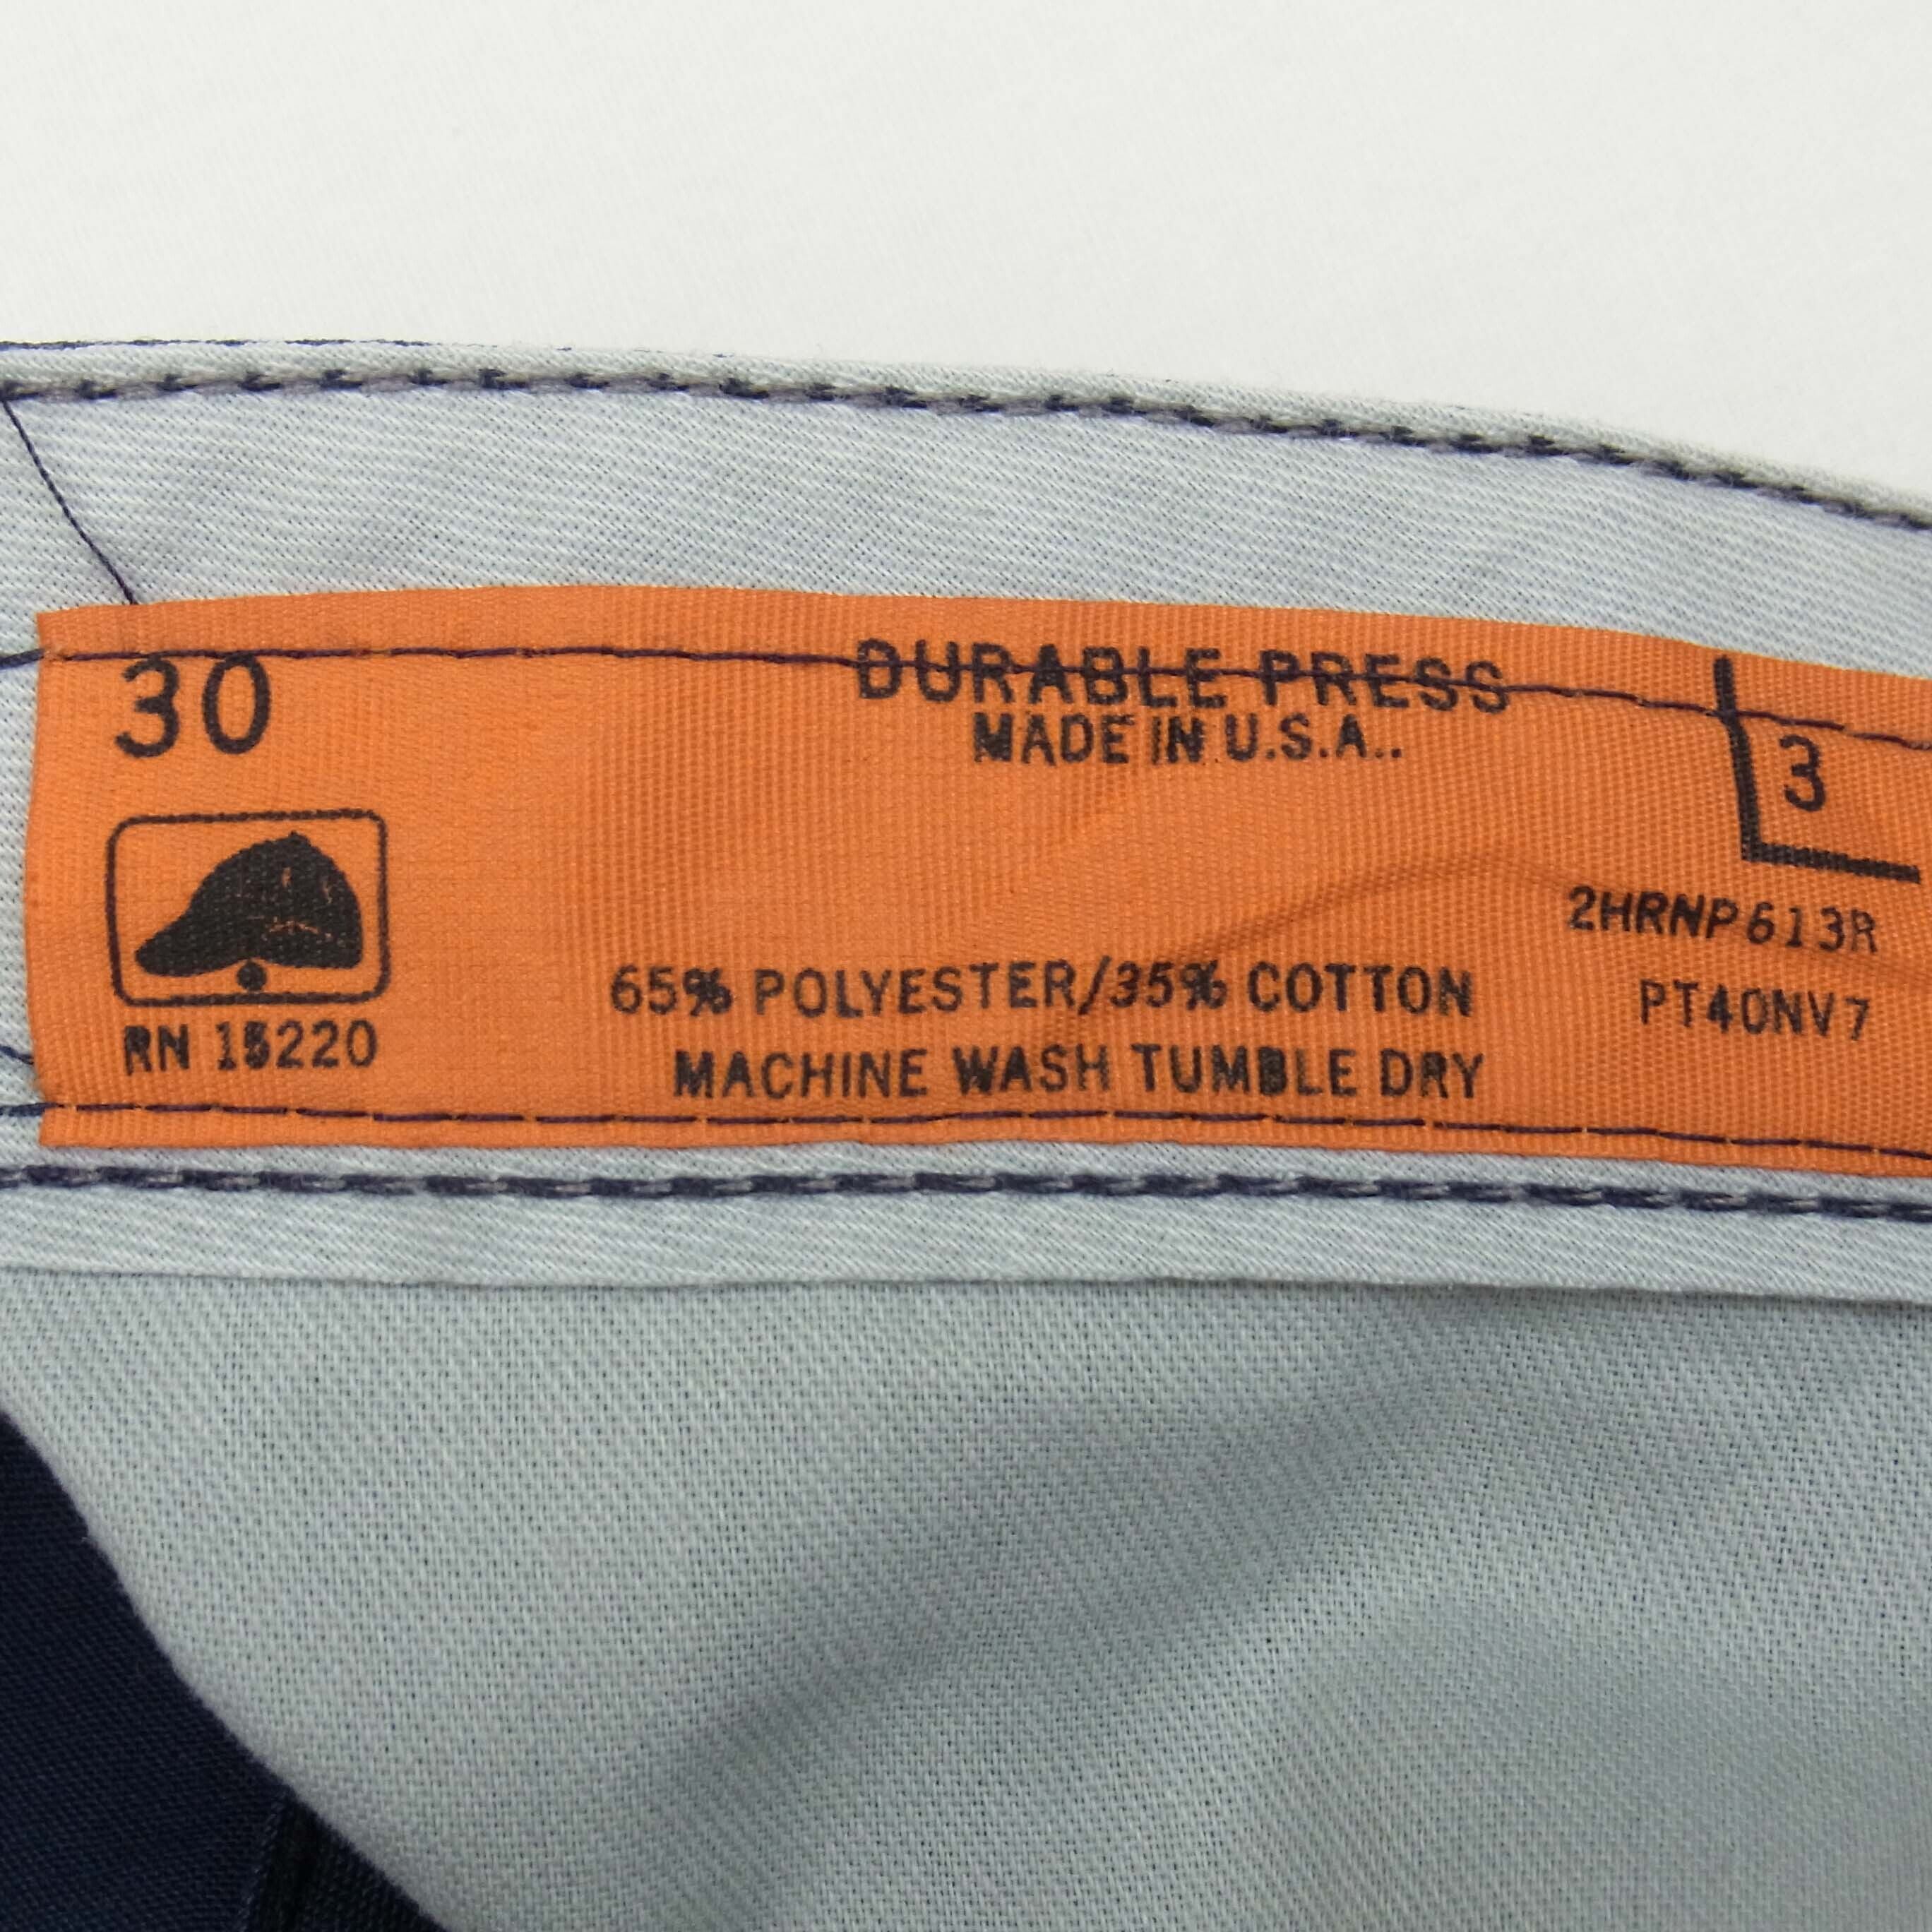 30
DURABLE PRESS
MADE IN U.S.A..
3
2HRNP613R
PT40NV7
65% POLYESTER/35% COTTON
MACHINE WASH TUMBLE DRY
RN 15220